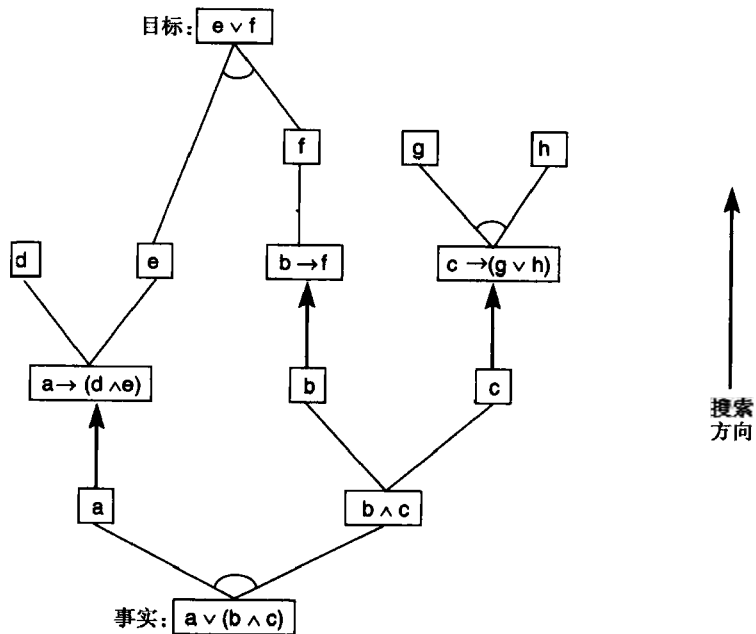 目标: e ∨ f
f
g
h
d
e
b → f
c → (g ∨ h)
a → (d ∧ e)
b
c
搜索
方向
a
b ∧ c
事实: a ∨ (b ∧ c)